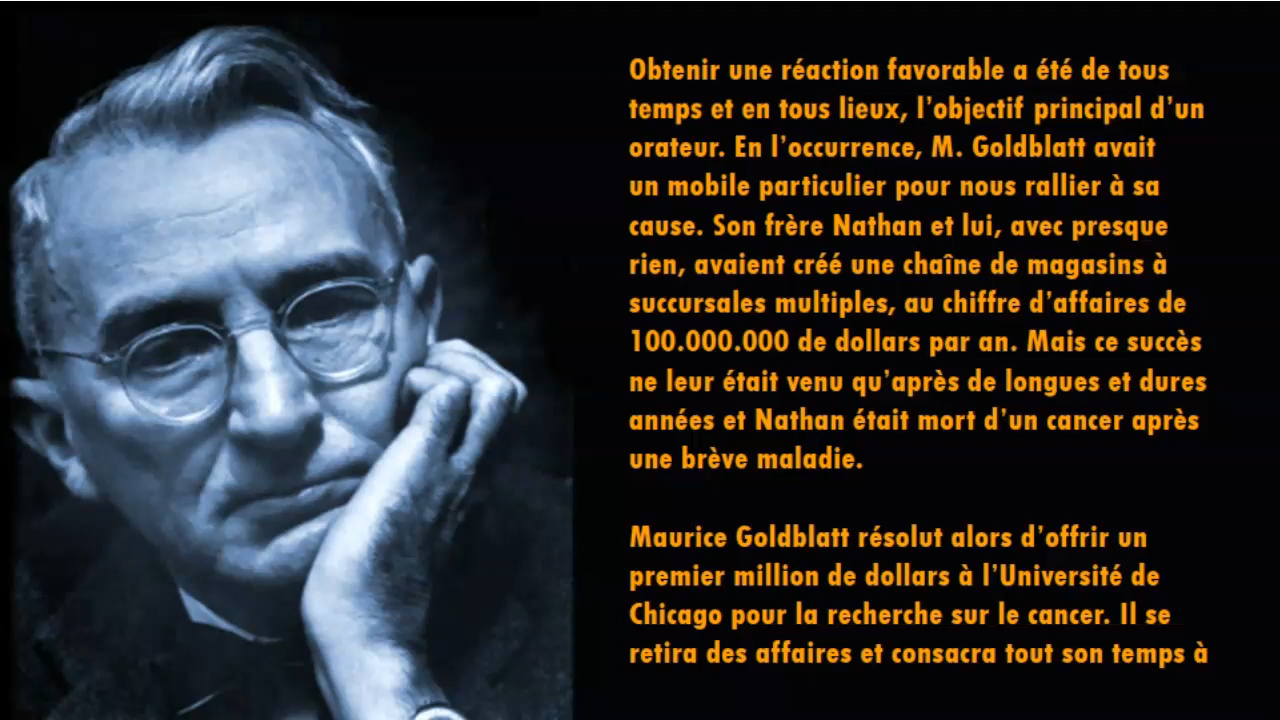 Obtenir une réaction favorable a été de tous
temps et en tous lieux, l’objectif principal d’un
orateur. En l’occurrence, M. Goldblatt avait
un mobile particulier pour nous rallier à sa
cause. Son frère Nathan et lui, avec presque
rien, avaient créé une chaîne de magasins à
succursales multiples, au chiffre d’affaires de
100.000.000 de dollars par an. Mais ce succès
ne leur était venu qu’après de longues et dures
années et Nathan était mort d’un cancer après
une brève maladie.

Maurice Goldblatt résolut alors d’offrir un
premier million de dollars à l’Université de
Chicago pour la recherche sur le cancer. Il se
retira des affaires et consacra tout son temps à